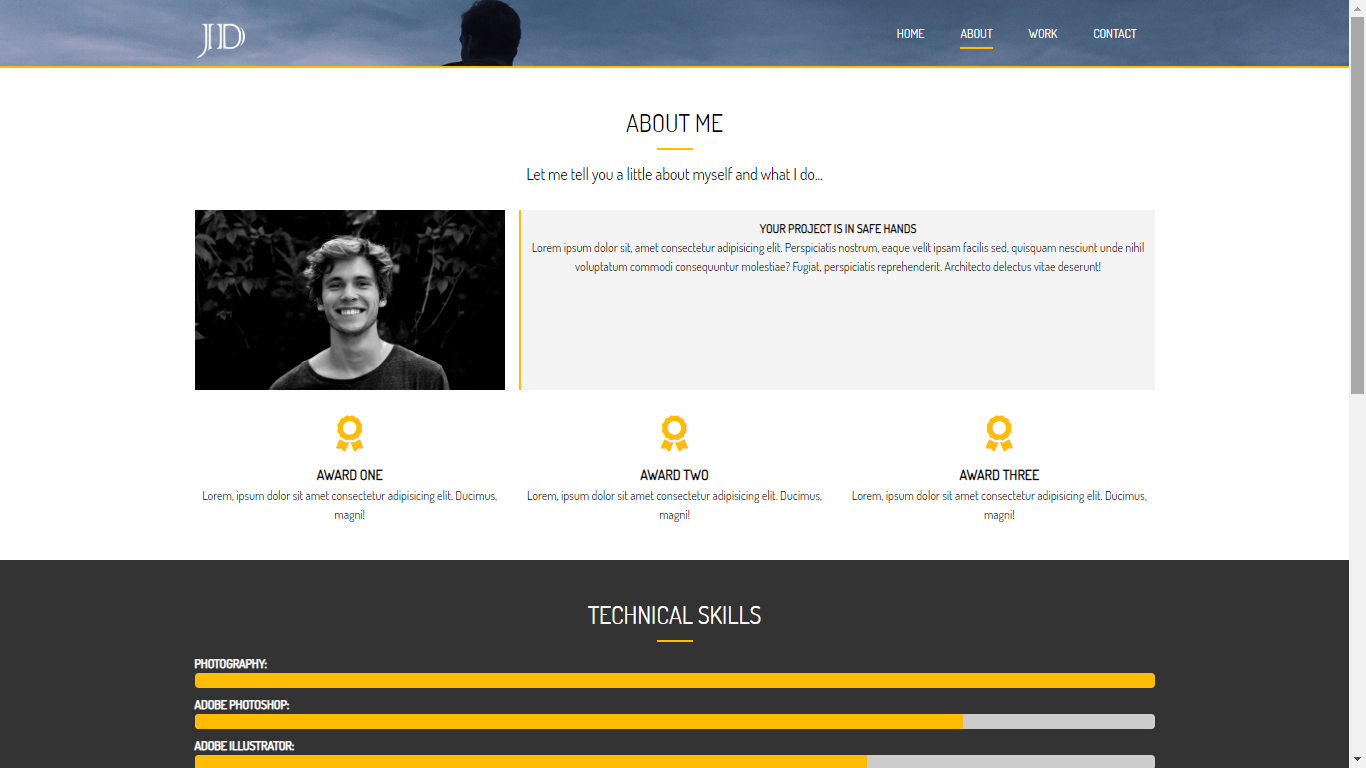 JHD
HOME ABOUT WORK CONTACT
ABOUT ME
Let me tell you a little about myself and what I do...
YOUR PROJECT IS IN SAFE HANDS
Lorem ipsum dolor sit, amet consectetur adipisicing elit. Perspiciatis nostrum, eaque velit ipsam facilis sed, quisquam nesciunt unde nihil
voluptatum commodi consequuntur molestiae? Fugiat, perspiciatis reprehenderit. Architecto delectus vitae deserunt!
AWARD ONE
Lorem, ipsum dolor sit amet consectetur adipisicing elit. Ducimus,
magni!
AWARD TWO
Lorem, ipsum dolor sit amet consectetur adipisicing elit. Ducimus,
magni!
AWARD THREE
Lorem, ipsum dolor sit amet consectetur adipisicing elit. Ducimus,
magni!
TECHNICAL SKILLS
PHOTOGRAPHY:
ADOBE PHOTOSHOP:
ADOBE ILLUSTRATOR: